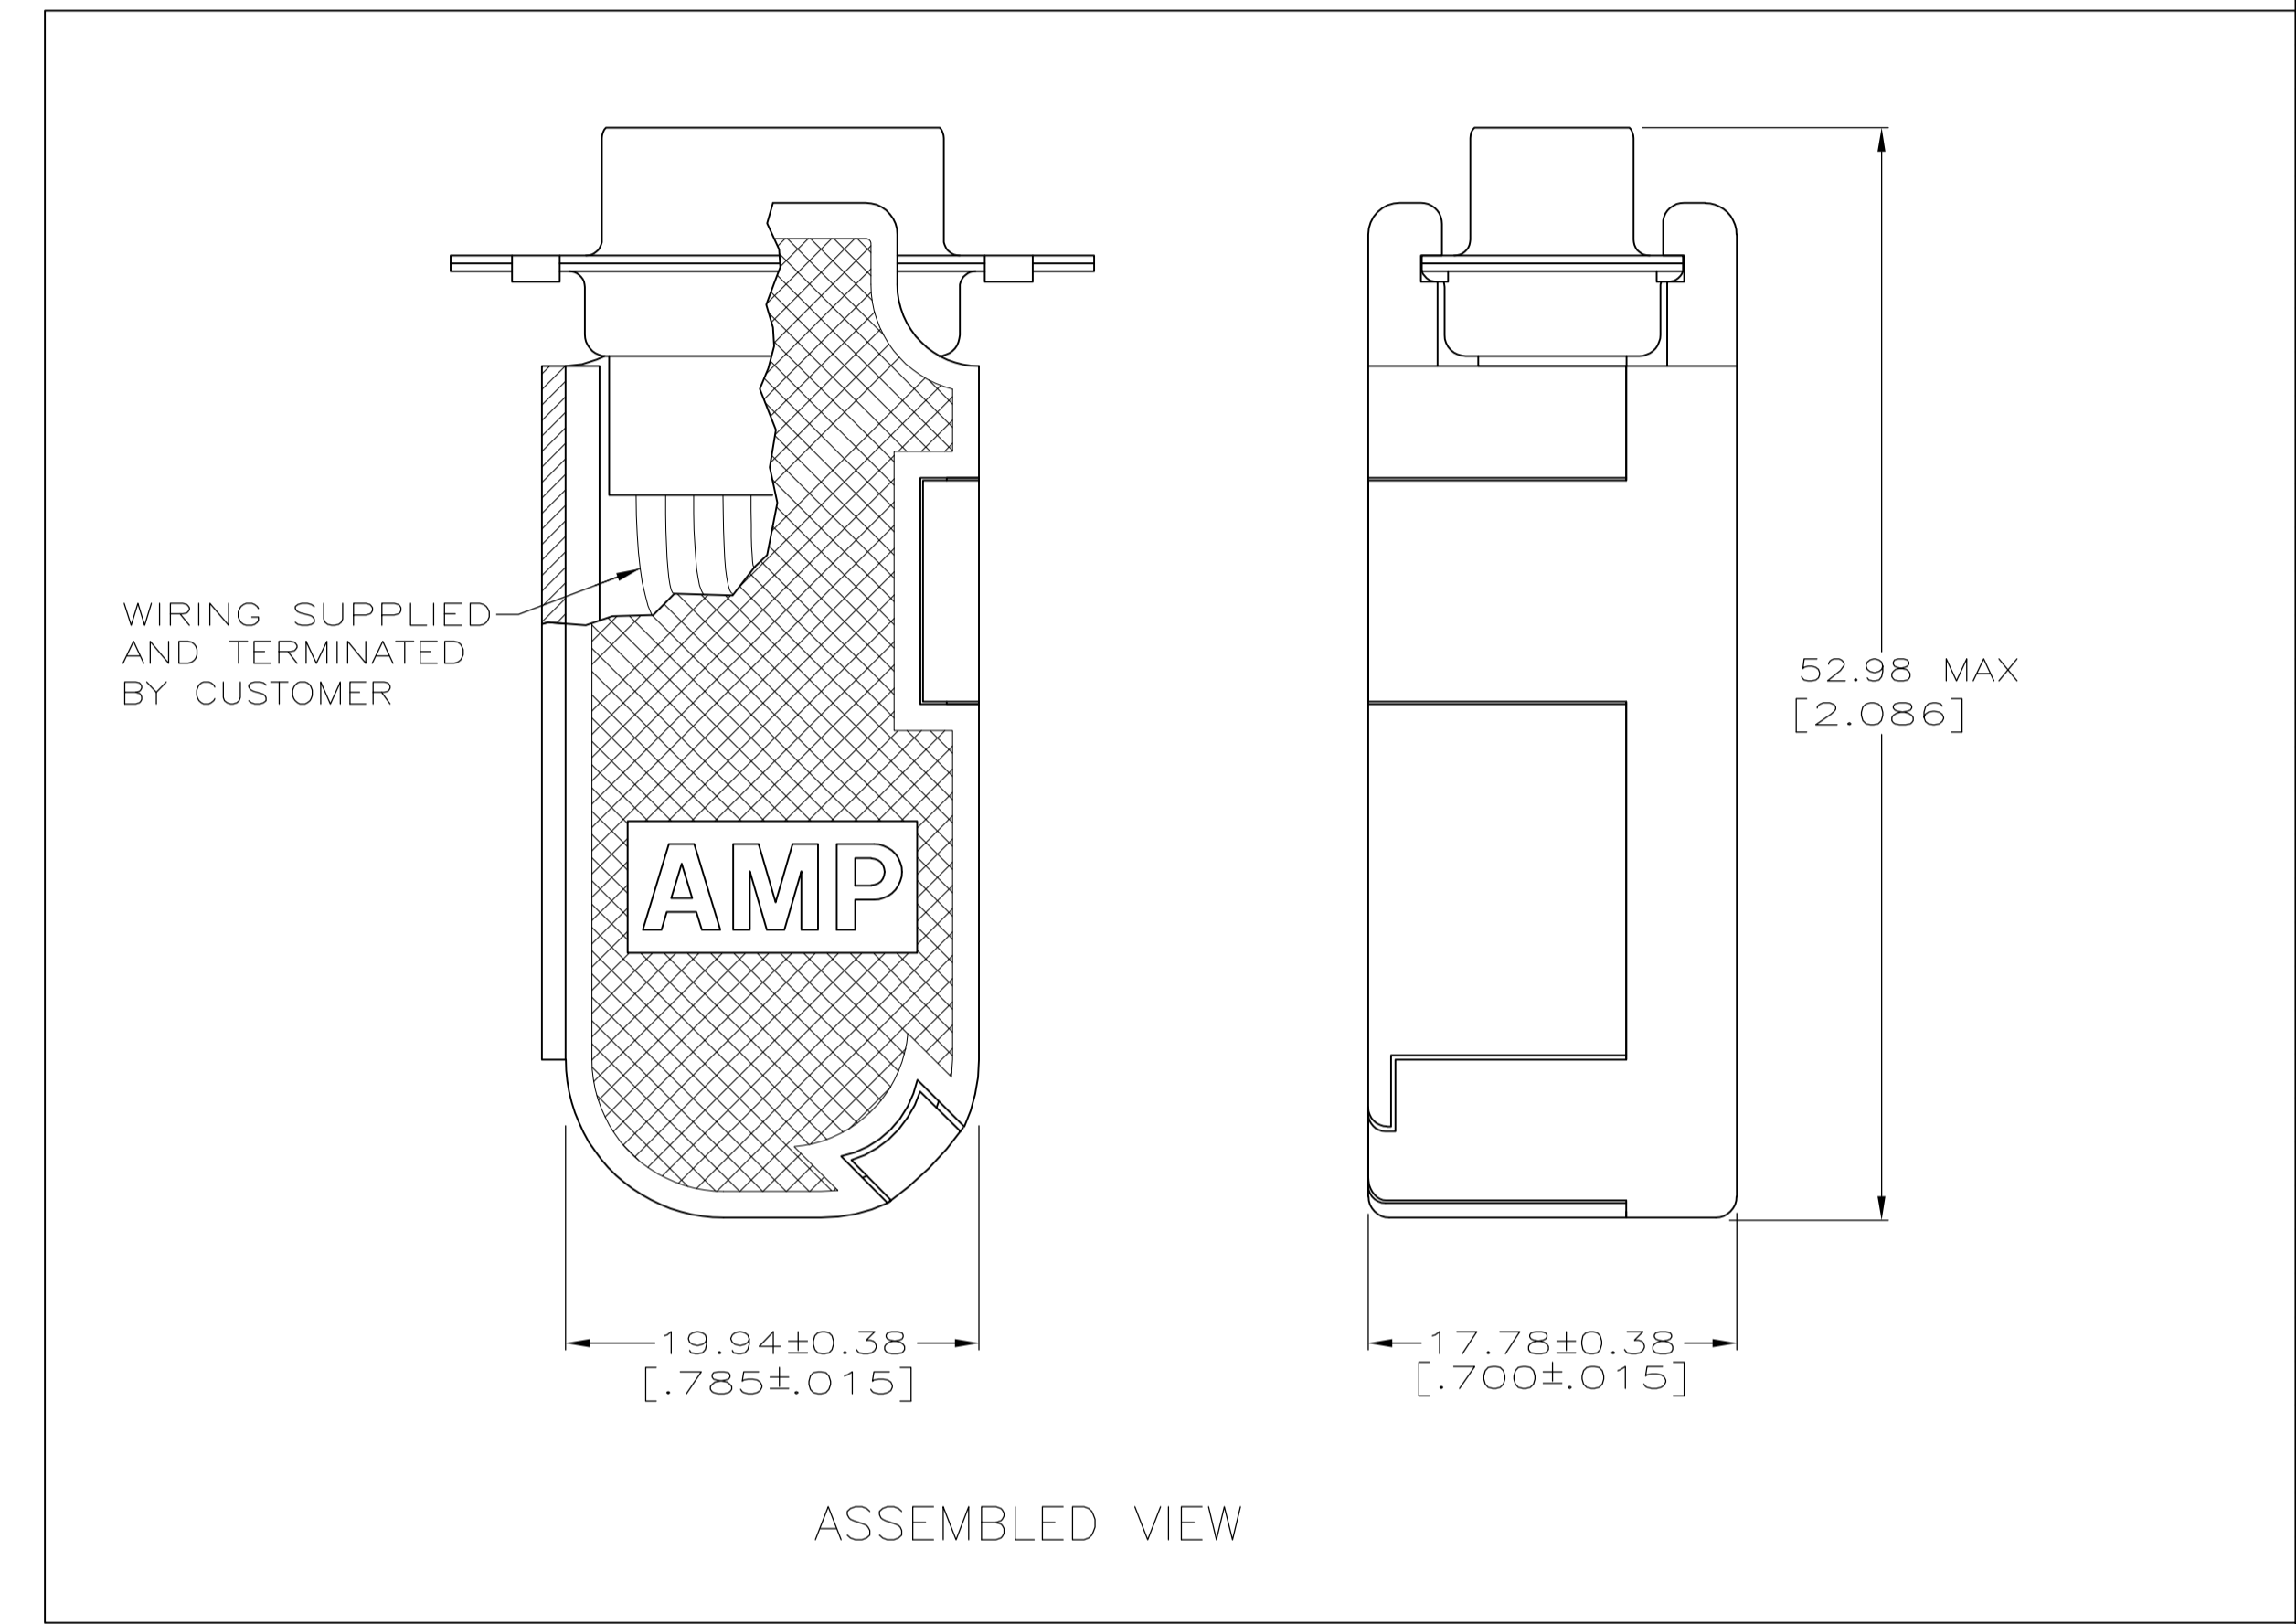 WIRING SUPPLIED
AND TERMINATED
BY CUSTOMER
AMP
19.94±0.38
[.785±.015]
52.98 MAX
[2.086]
17.78±0.38
[.700±.015]
ASSEMBLED VIEW